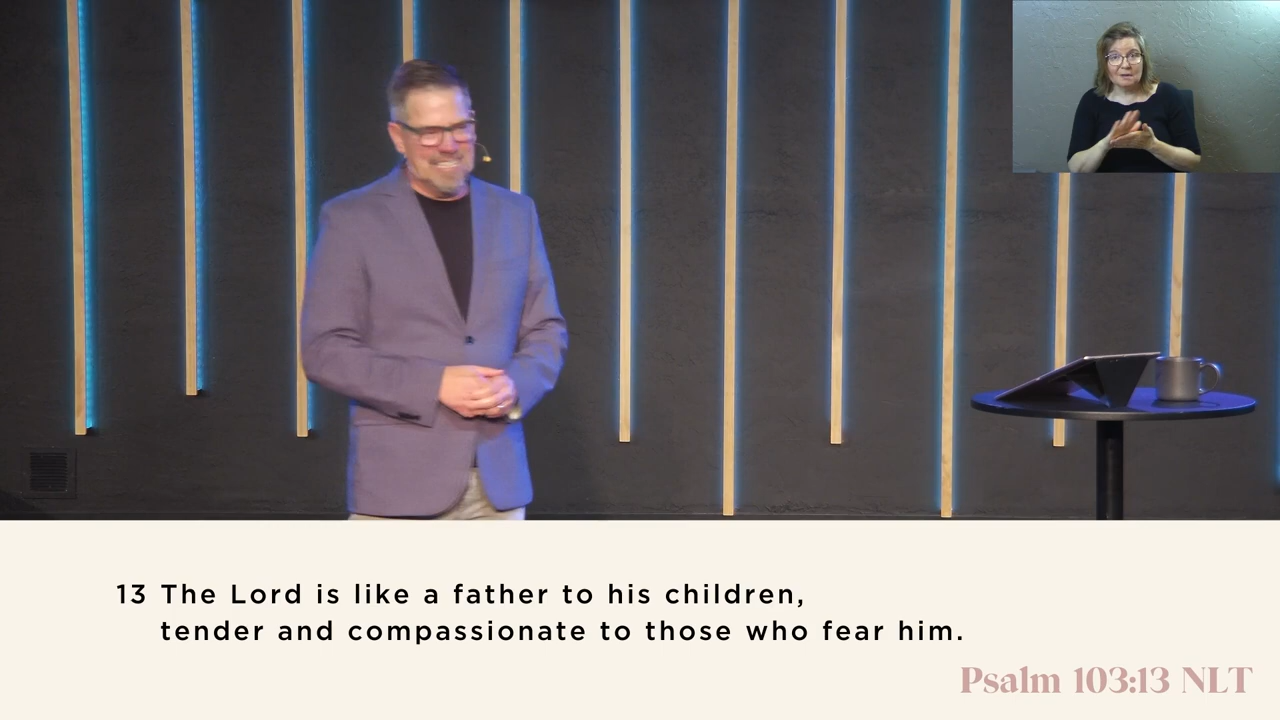 13 The Lord is like a father to his children,
tender and compassionate to those who fear him.
Psalm 103:13 NLT